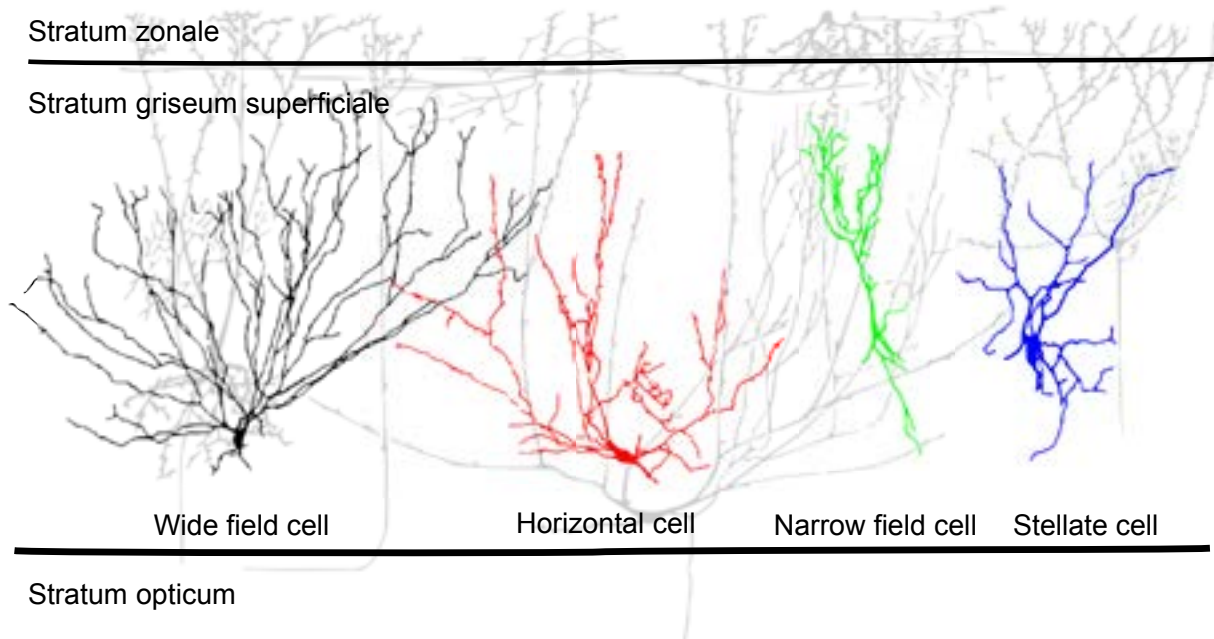 Stratum zonale
Stratum griseum superficiale
Wide field cell
Horizontal cell
Narrow field cell
Stellate cell
Stratum opticum